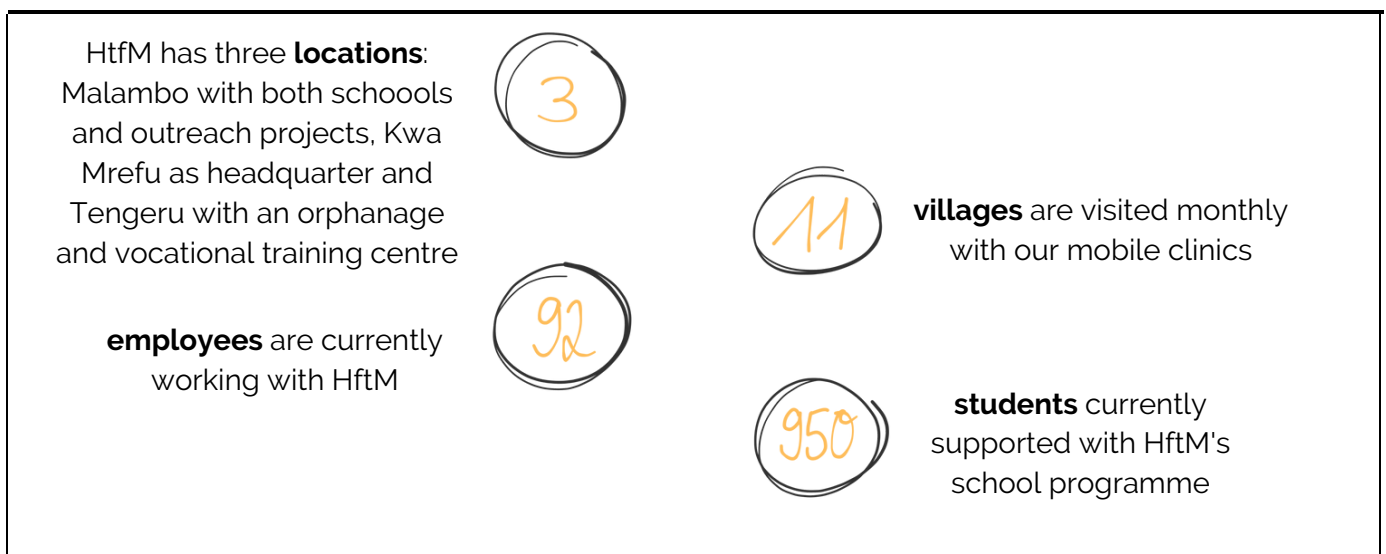 HtfM has three locations:
Malambo with both schoools
and outreach projects, Kwa
Mrefu as headquarter and
Tengeru with an orphanage
and vocational training centre
3
11
villages are visited monthly
with our mobile clinics
employees are currently
working with HftM
92
950
students currently
supported with HftM's
school programme